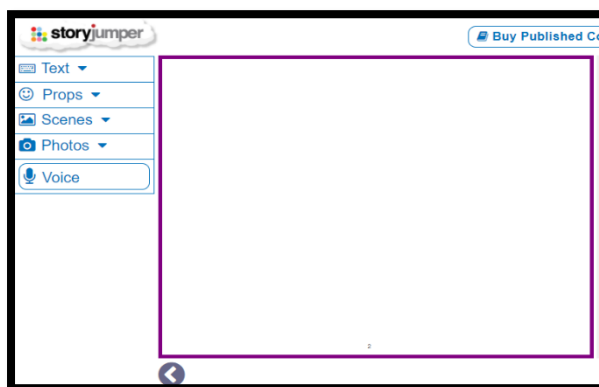 storyjumper
Buy Published Co
Text
Props
Scenes
Photos
Voice
2